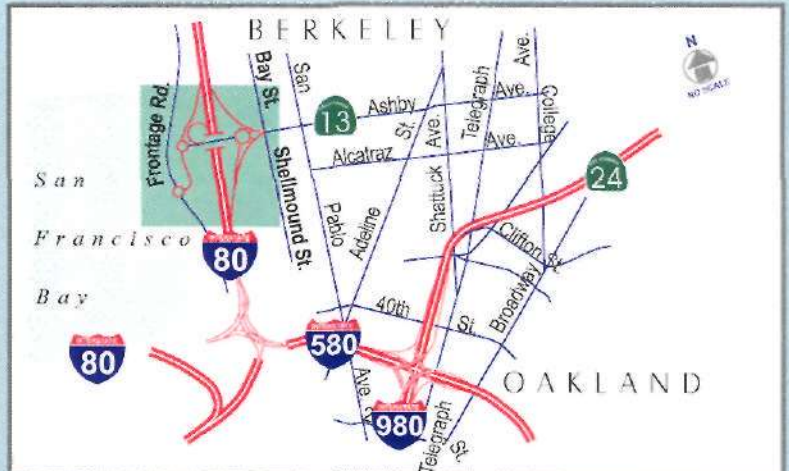 BERKELEY
N
NO SCALE
Frontage Rd.
Bay St.
San
13
Ashby
St.
Ave.
Telegraph
Ave.
Ave.
College
Alcatraz
Ave.
Shellmound St.
Shattuck
24
San
Francisco
Bay
80
Pablo
Adeline
Clifton St.
Broadway
40th
St.
80
580
OAKLAND
Ave.
980
Telegraph
St.